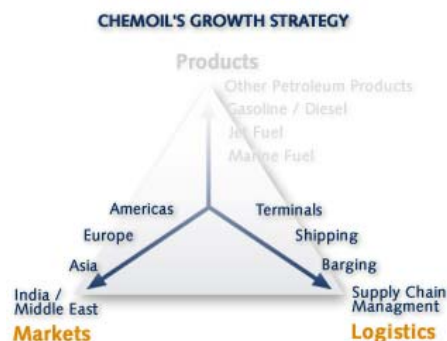 CHEMOIL'S GROWTH STRATEGY
Products
Other Petroleum Products
Gasoline / Diesel
Jet Fuel
Marine Fuel
Americas
Terminals
Europe
Shipping
Asia
Barging
India /
Middle East
Supply Chain
Managment
Markets
Logistics